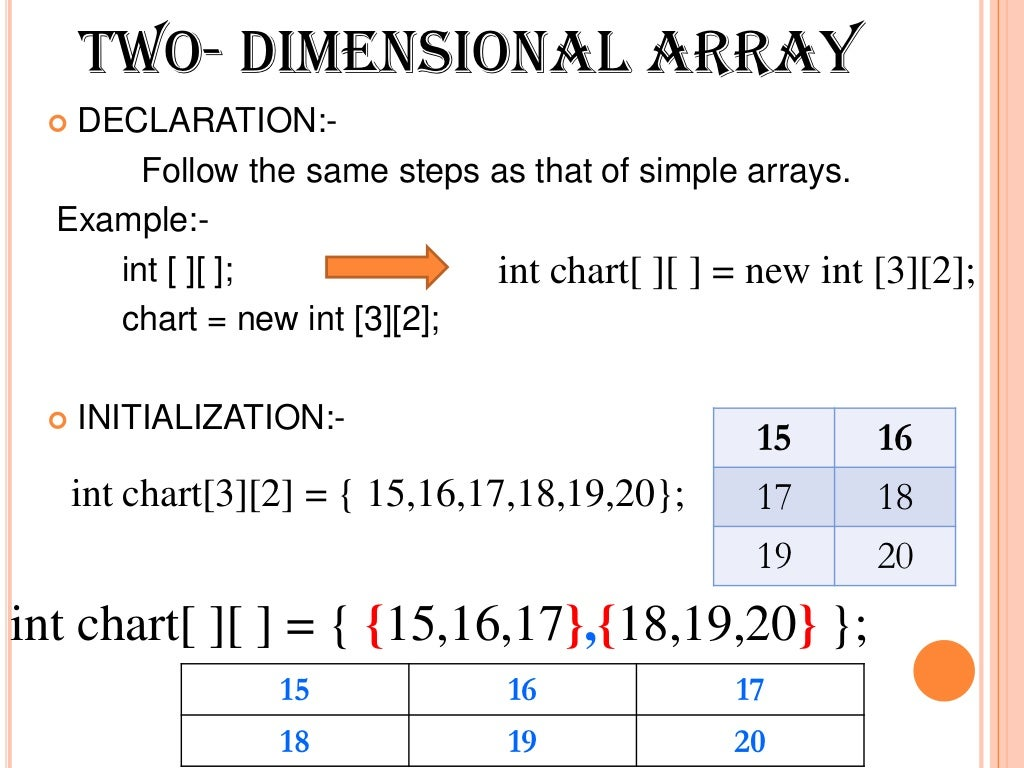 TWO- DIMENSIONAL ARRAY
DECLARATION:-
Follow the same steps as that of simple arrays.
Example:-
int [ ][ ]; int chart[ ][ ] = new int [3][2];
chart = new int [3][2];
INITIALIZATION:-
int chart[3][2] = { 15,16,17,18,19,20};
15 16
17 18
19 20
int chart[ ][ ] = { {15,16,17},{18,19,20} };
15 16 17
18 19 20